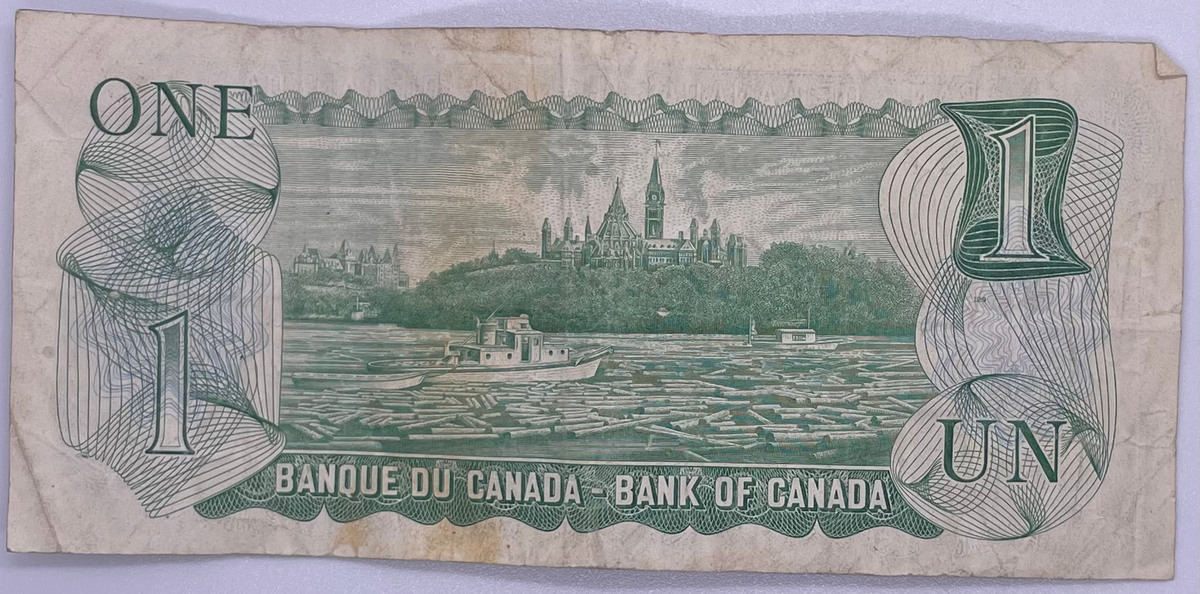 ONE
1
1
UN
BANQUE DU CANADA - BANK OF CANADA